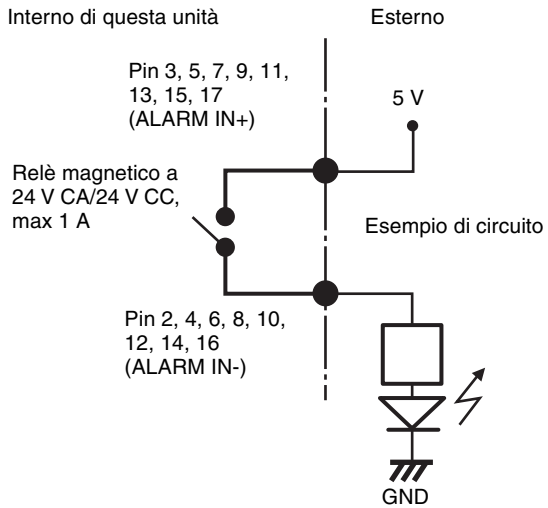 Interno di questa unità
Esterno
Pin 3, 5, 7, 9, 11,
13, 15, 17
(ALARM IN+)
5 V
Relè magnetico a
24 V CA/24 V CC,
max 1 A
Esempio di circuito
Pin 2, 4, 6, 8, 10,
12, 14, 16
(ALARM IN-)
GND